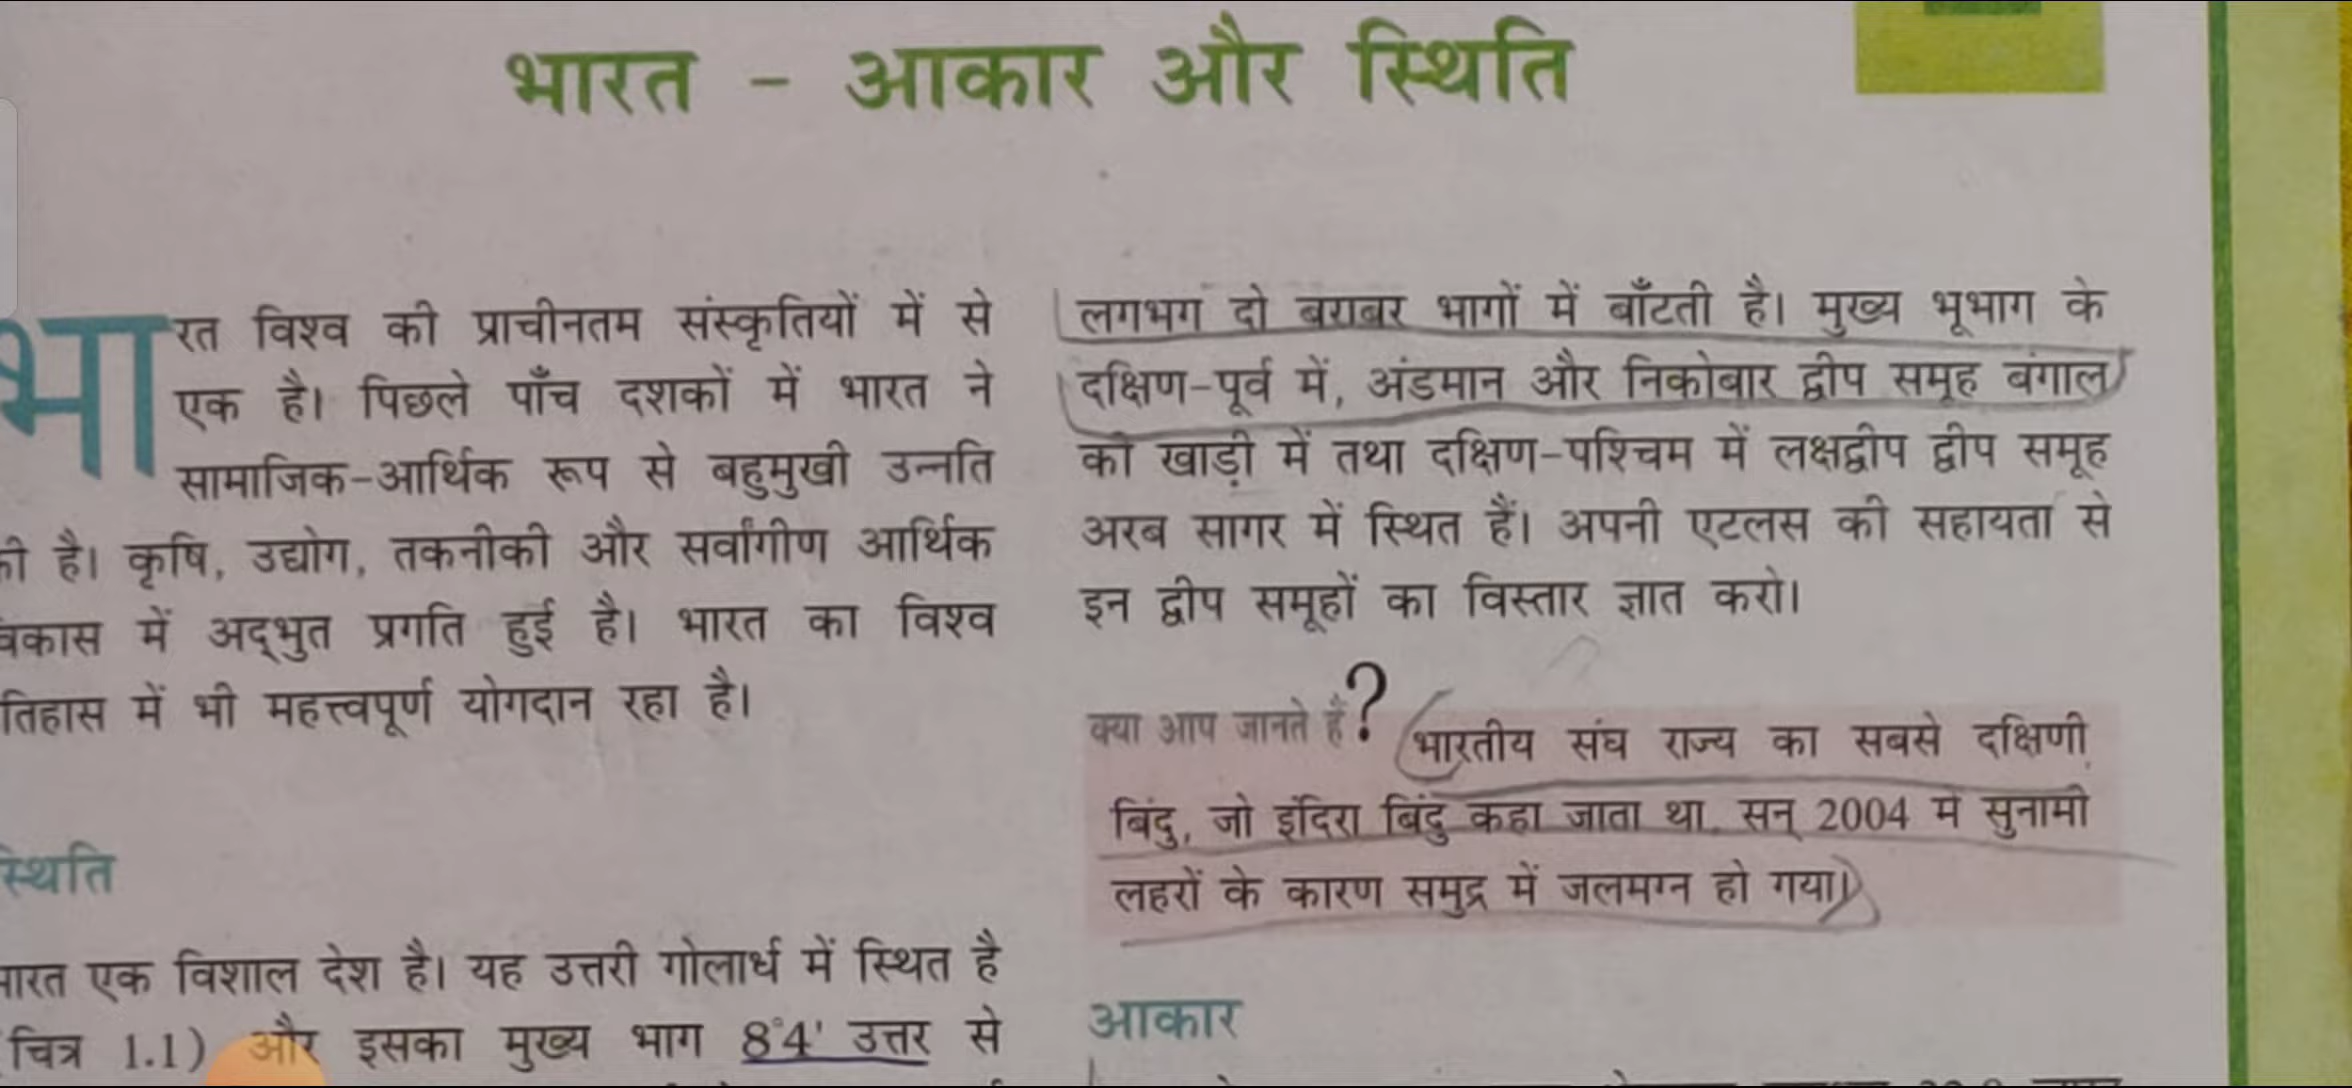 भारत - आकार और स्थिति
भारत विश्व की प्राचीनतम संस्कृतियों में से
एक है। पिछले पाँच दशकों में भारत ने
सामाजिक-आर्थिक रूप से बहुमुखी उन्नति
की है। कृषि, उद्योग, तकनीकी और सर्वांगीण आर्थिक
विकास में अद्भुत प्रगति हुई है। भारत का विश्व
इतिहास में भी महत्त्वपूर्ण योगदान रहा है।
स्थिति
भारत एक विशाल देश है। यह उत्तरी गोलार्ध में स्थित है
(चित्र 1.1) और इसका मुख्य भाग 8°4' उत्तर से
लगभग दो बराबर भागों में बाँटती है। मुख्य भूभाग के
दक्षिण-पूर्व में, अंडमान और निकोबार द्वीप समूह बंगाल
की खाड़ी में तथा दक्षिण-पश्चिम में लक्षद्वीप द्वीप समूह
अरब सागर में स्थित हैं। अपनी एटलस की सहायता से
इन द्वीप समूहों का विस्तार ज्ञात करो।
क्या आप जानते हैं? भारतीय संघ राज्य का सबसे दक्षिणी
बिंदु, जो इंदिरा बिंदु कहा जाता था, सन् 2004 में सुनामी
लहरों के कारण समुद्र में जलमग्न हो गया।
आकार